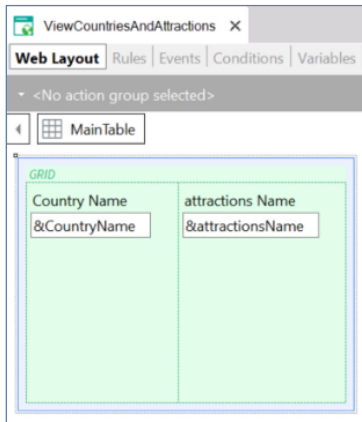 ViewCountriesAndAttractions X
Web Layout | Rules | Events | Conditions | Variables
<No action group selected>
MainTable
GRID
Country Name attractions Name
&CountryName &attractionsName